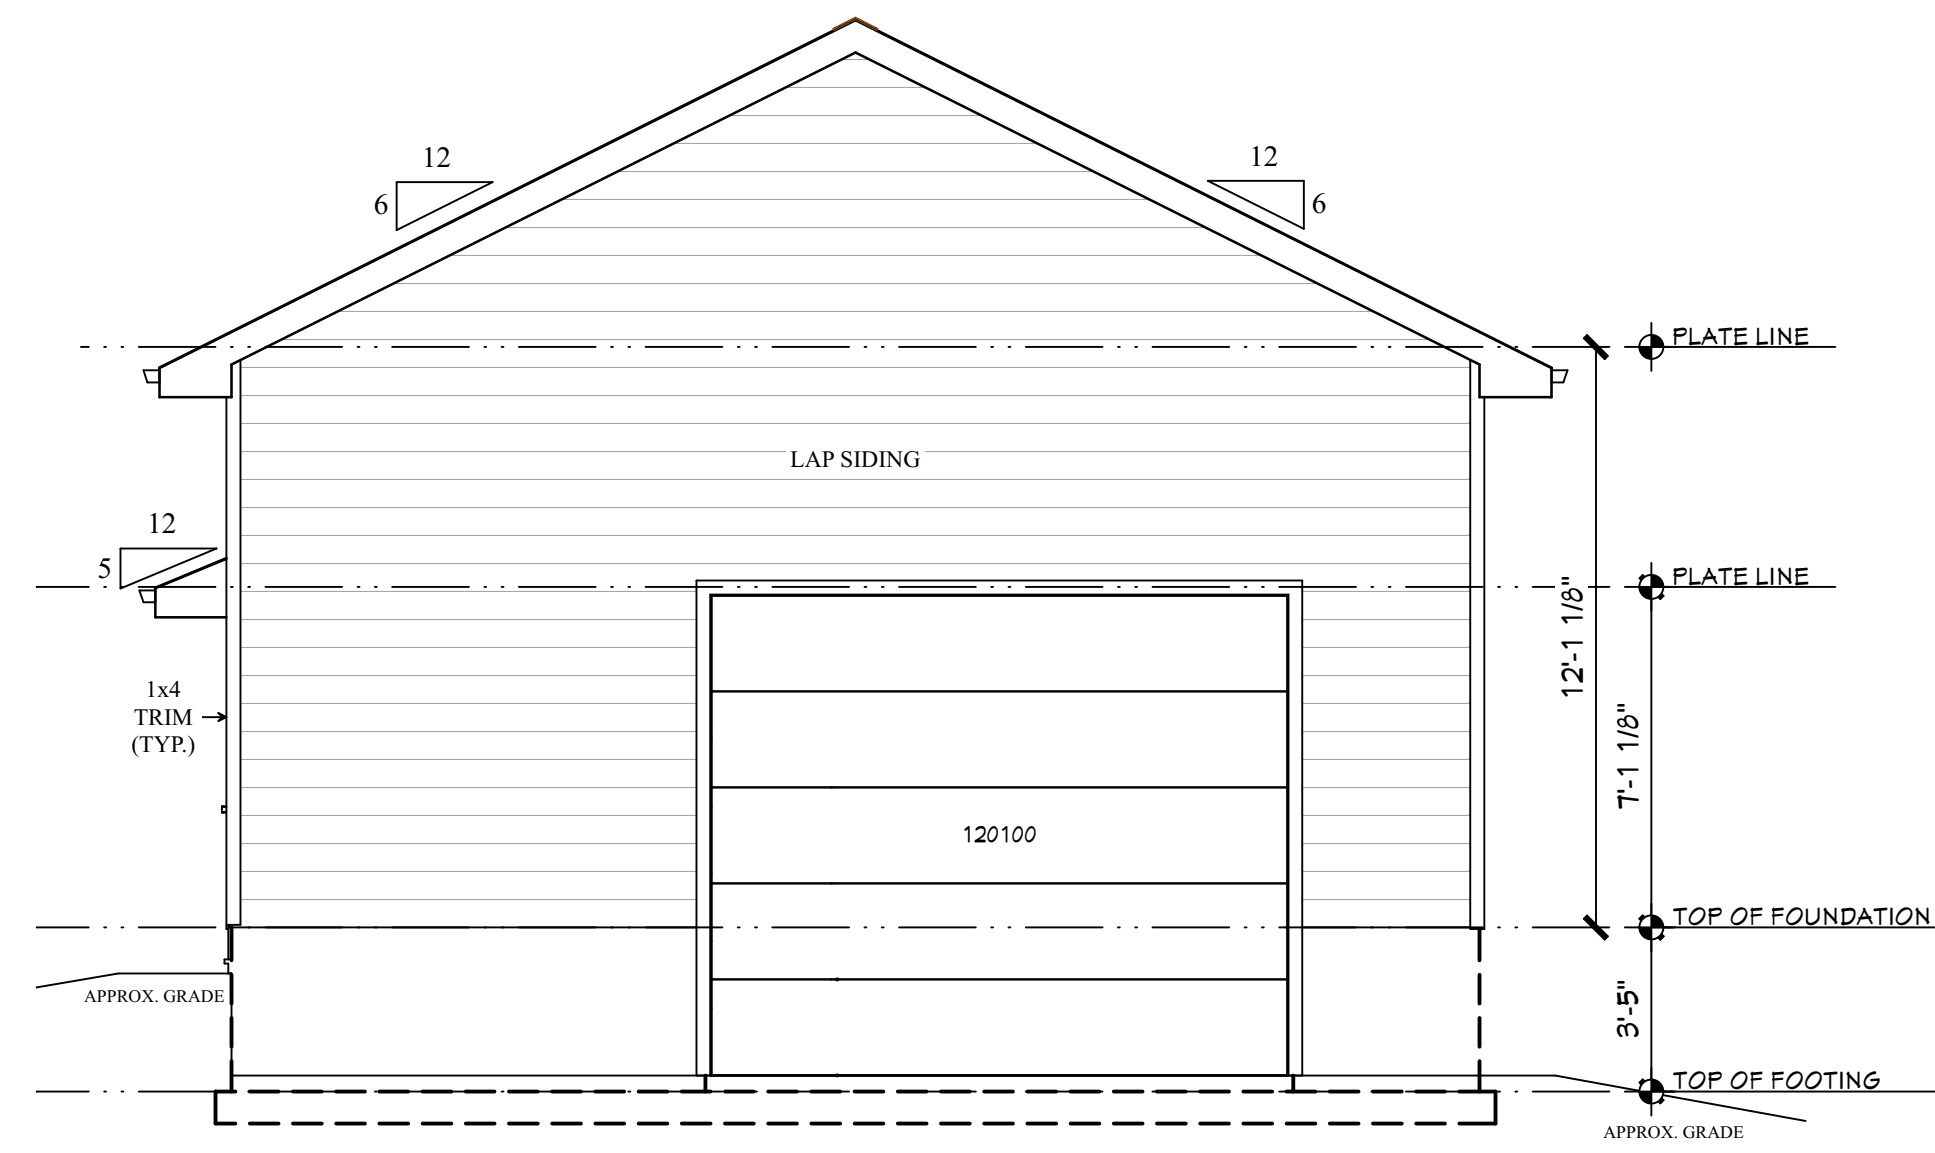 12
12
6
6
PLATE LINE
LAP SIDING
12
5
PLATE LINE
12'-1 1/8"
1x4
TRIM
(TYP.)
7'-1 1/8"
120100
TOP OF FOUNDATION
APPROX. GRADE
3'-5"
TOP OF FOOTING
APPROX. GRADE